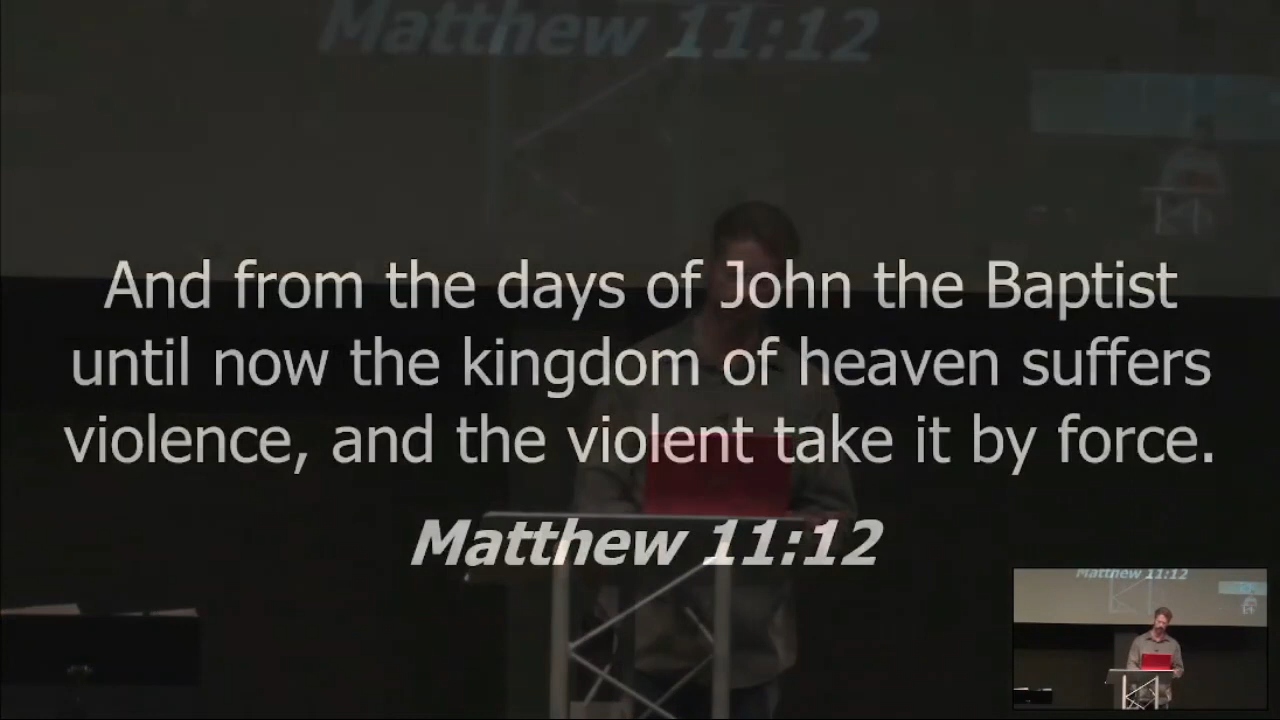 Matthew 11:12
And from the days of John the Baptist
until now the kingdom of heaven suffers
violence, and the violent take it by force.
Matthew 11:12
Matthew 11:12